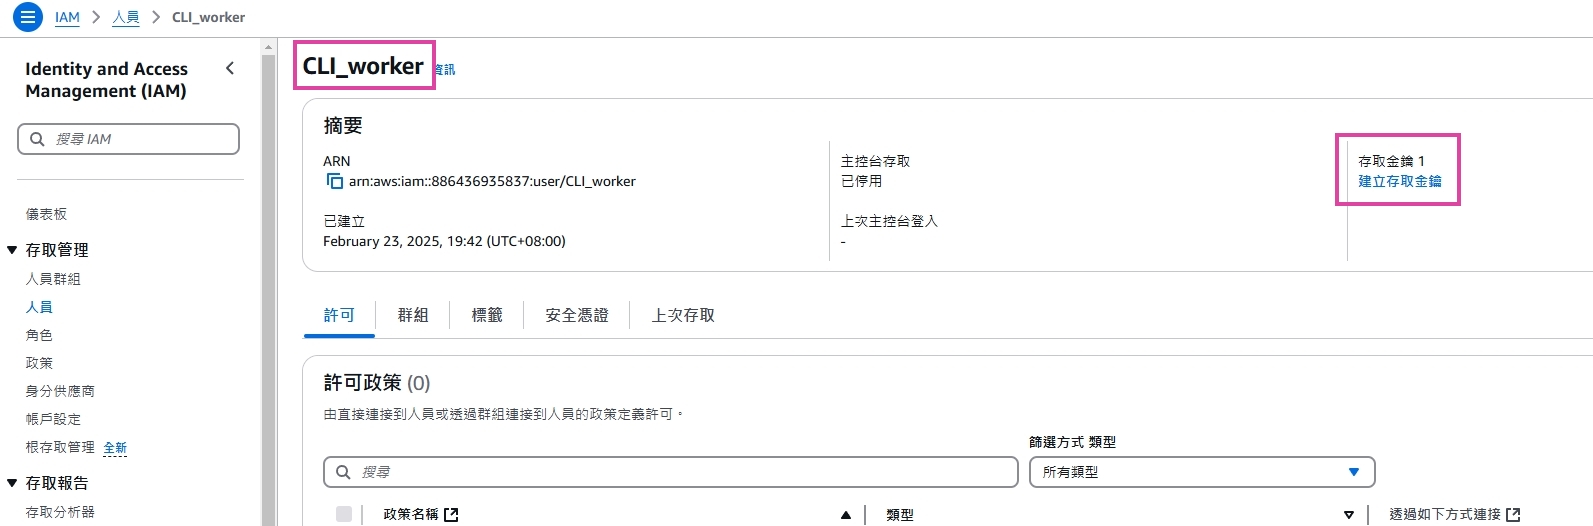 IAM > 人員 > CLI_worker
Identity and Access
Management (IAM)
搜尋 IAM
儀表板
存取管理
人員群組
人員
角色
政策
身分供應商
帳戶設定
根存取管理 全新
存取報告
存取分析器
CLI_worker 資訊
摘要
ARN
arn:aws:iam::886436935837:user/CLI_worker
已建立
February 23, 2025, 19:42 (UTC+08:00)
主控台存取
已停用
上次主控台登入
-
存取金鑰 1
建立存取金鑰
許可 群組 標籤 安全憑證 上次存取
許可政策 (0)
由直接連接到人員或透過群組連接到人員的政策定義許可。
篩選方式 類型
搜尋 所有類型
政策名稱 類型 透過如下方式連接